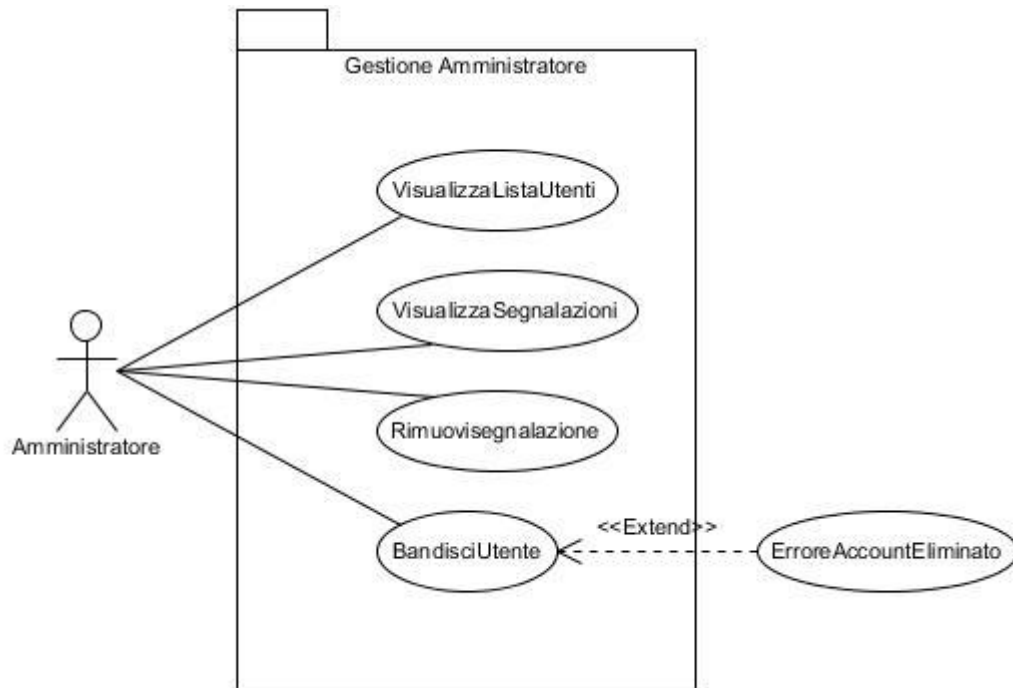 Gestione Amministratore
VisualizzaListaUtenti
VisualizzaSegnalazioni
Amministratore
Rimuovisegnalazione
BandisciUtente
<<Extend>>
ErroreAccountEliminato